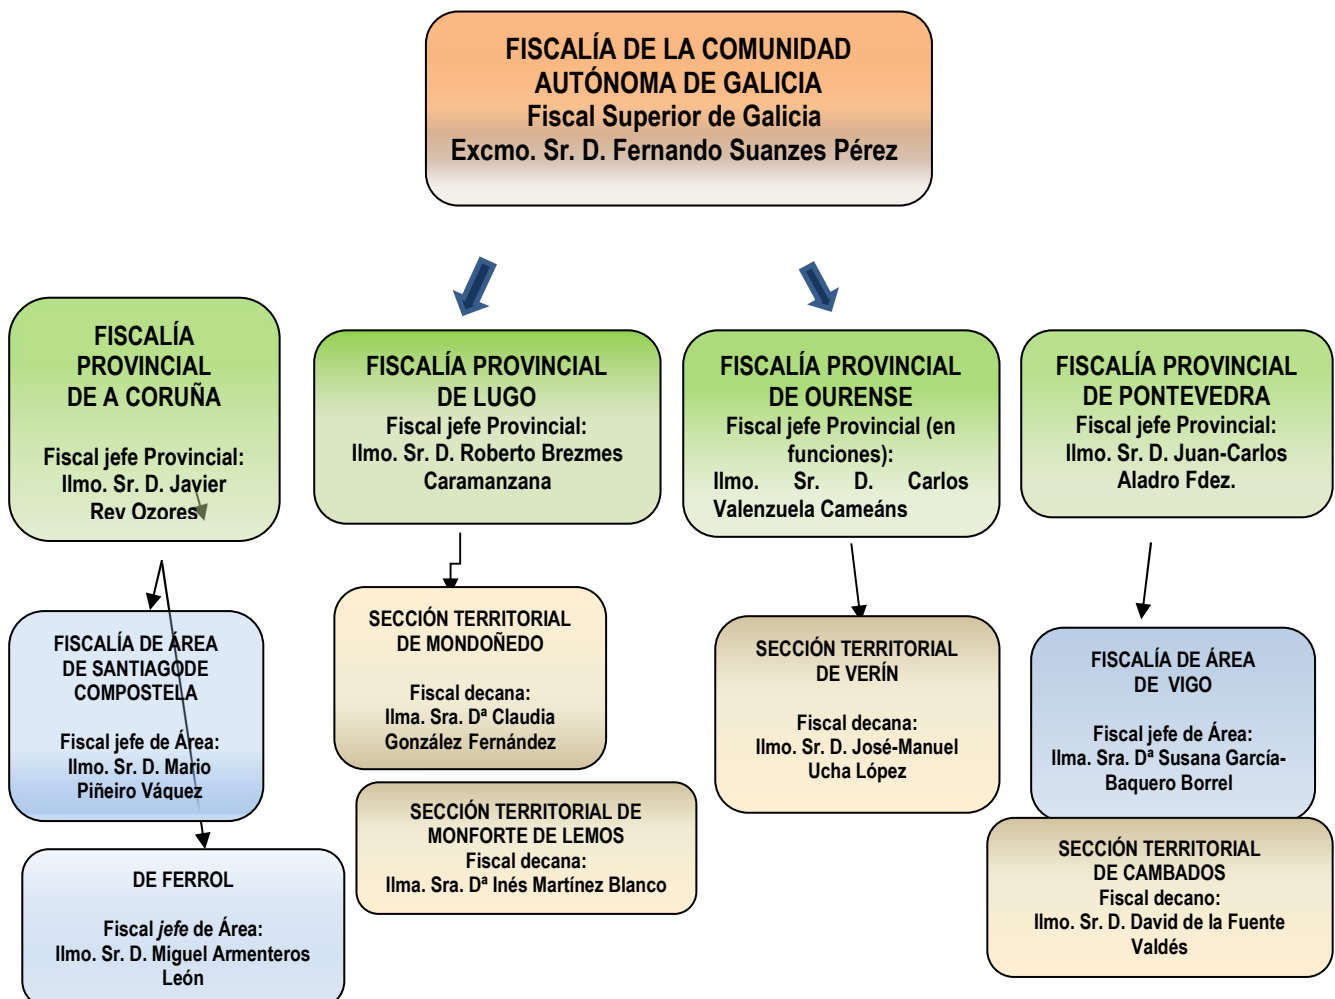 FISCALÍA DE LA COMUNIDAD
AUTÓNOMA DE GALICIA
Fiscal Superior de Galicia
Excmo. Sr. D. Fernando Suanzes Pérez
FISCALÍA
PROVINCIAL
DE A CORUÑA
Fiscal jefe Provincial:
Ilmo. Sr. D. Javier
Rey Ozores
FISCALÍA PROVINCIAL
DE LUGO
Fiscal jefe Provincial:
Ilmo. Sr. D. Roberto Brezmes
Caramanzana
FISCALÍA PROVINCIAL
DE OURENSE
Fiscal jefe Provincial (en
funciones):
Ilmo. Sr. D. Carlos
Valenzuela Cameáns
FISCALÍA PROVINCIAL
DE PONTEVEDRA
Fiscal jefe Provincial:
Ilmo. Sr. D. Juan-Carlos
Aladro Fdez.
FISCALÍA DE ÁREA
DE SANTIAGODE
COMPOSTELA
Fiscal jefe de Área:
Ilmo. Sr. D. Mario
Piñeiro Váquez
SECCIÓN TERRITORIAL
DE MONDOÑEDO
Fiscal decana:
Ilma. Sra. Dª Claudia
González Fernández
SECCIÓN TERRITORIAL
DE VERÍN
Fiscal decana:
Ilmo. Sr. D. José-Manuel
Ucha López
FISCALÍA DE ÁREA
DE VIGO
Fiscal jefe de Área:
Ilma. Sra. Dª Susana García-
Baquero Borrel
DE FERROL
Fiscal jefe de Área:
Ilmo. Sr. D. Miguel Armenteros
León
SECCIÓN TERRITORIAL DE
MONFORTE DE LEMOS
Fiscal decana:
Ilma. Sra. Dª Inés Martínez Blanco
SECCIÓN TERRITORIAL
DE CAMBADOS
Fiscal decano:
Ilmo. Sr. D. David de la Fuente
Valdés